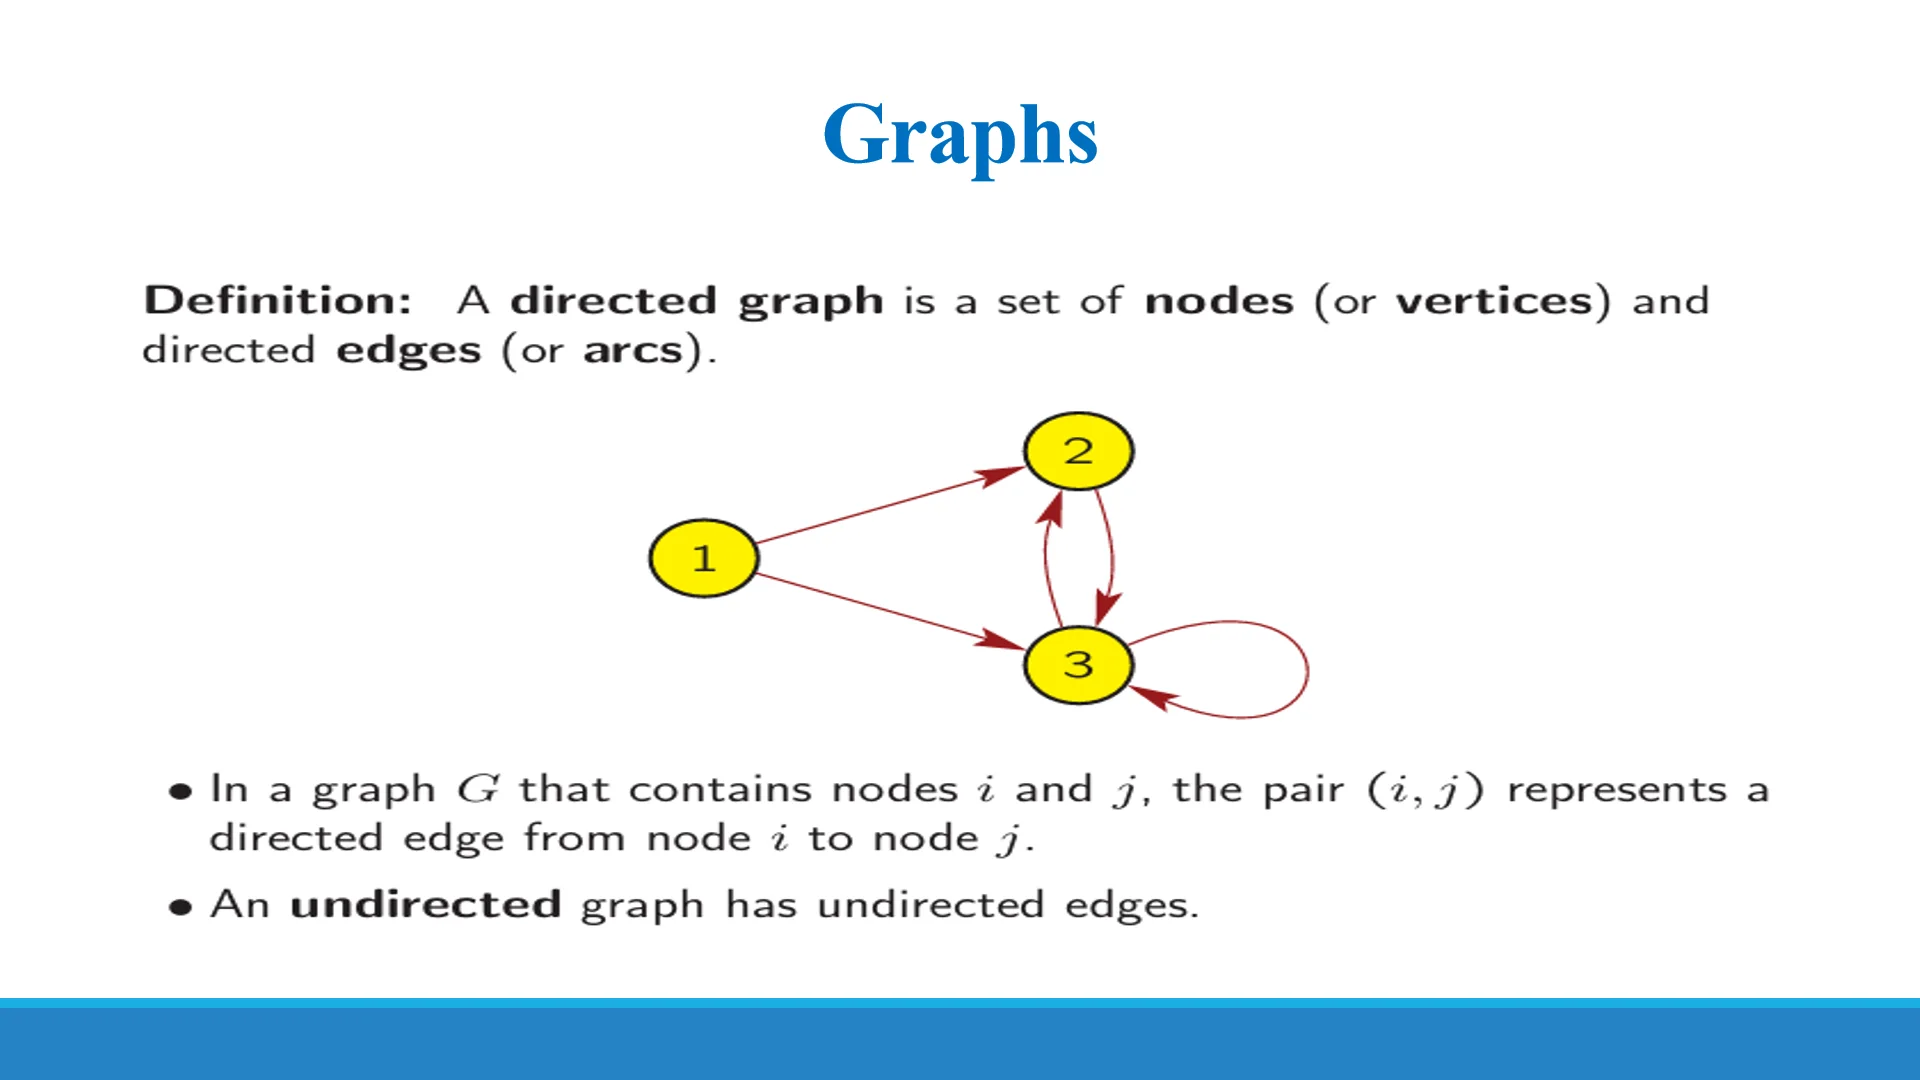 Graphs
Definition: A directed graph is a set of nodes (or vertices) and
directed edges (or arcs).
2
1
3
• In a graph G that contains nodes i and j, the pair (i, j) represents a
directed edge from node i to node j.
• An undirected graph has undirected edges.